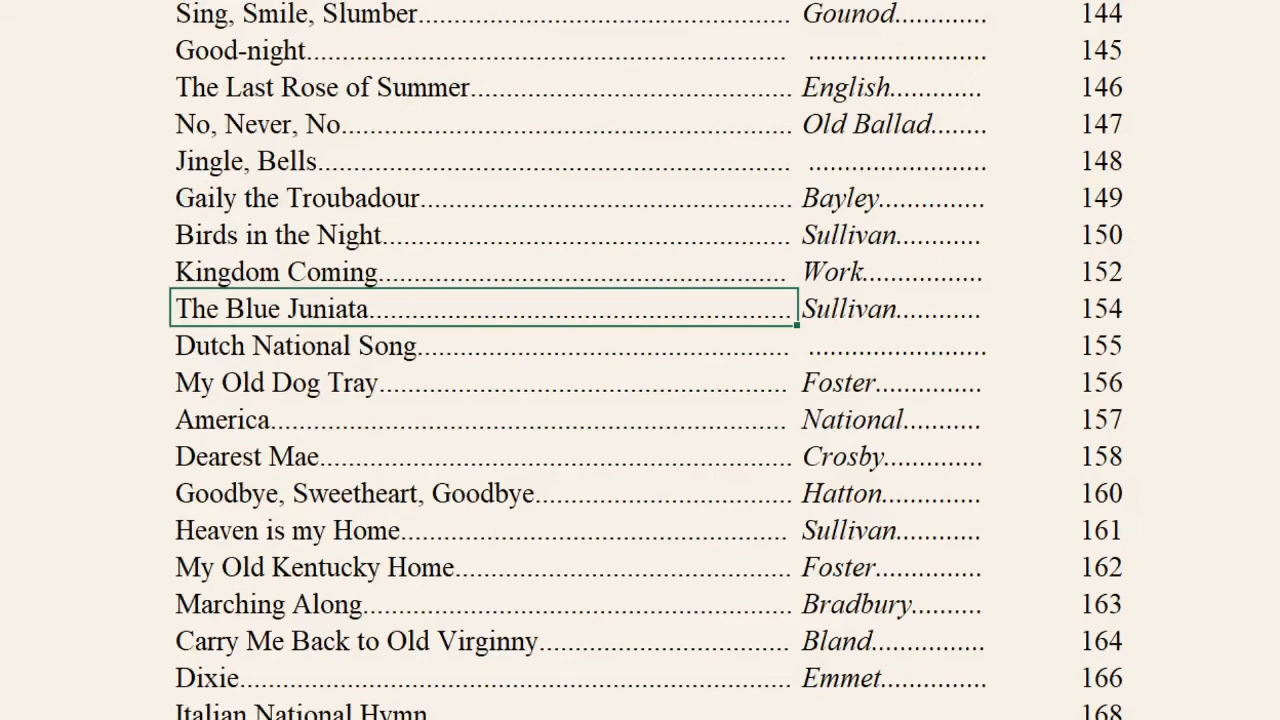 Sing, Smile, Slumber.................................................... Gounod............ 144
Good-night.................................................................... ....................... 145
The Last Rose of Summer............................................. English............ 146
No, Never, No............................................................... Old Ballad....... 147
Jingle, Bells................................................................... ....................... 148
Gaily the Troubadour.................................................... Bayley.............. 149
Birds in the Night.......................................................... Sullivan........... 150
Kingdom Coming.......................................................... Work................ 152
The Blue Juniata............................................................ Sullivan........... 154
Dutch National Song..................................................... ....................... 155
My Old Dog Tray.......................................................... Foster.............. 156
America......................................................................... National.......... 157
Dearest Mae................................................................... Crosby............. 158
Goodbye, Sweetheart, Goodbye.................................... Hatton............. 160
Heaven is my Home...................................................... Sullivan........... 161
My Old Kentucky Home............................................... Foster.............. 162
Marching Along............................................................ Bradbury......... 163
Carry Me Back to Old Virginny.................................... Bland............... 164
Dixie.............................................................................. Emmet.............. 166
Italian National Hymn 168